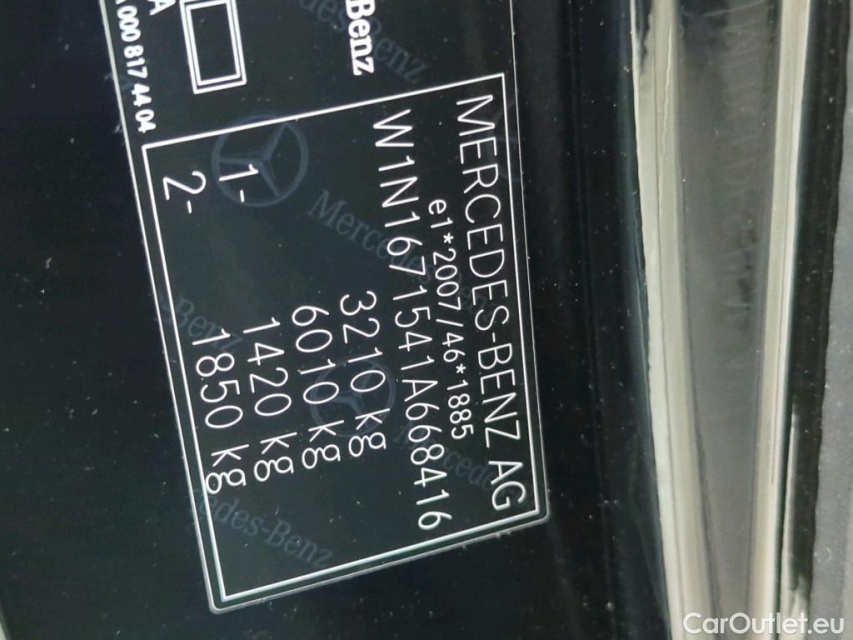 Benz
A
A 000 817 44 04
MERCEDES-BENZ AG
e1*2007/46*1885
W1N1671541A668416
3210 kg
6010 kg
1- 1420 kg
2- 1850 kg
Mercedes-Benz
CarOutlet.eu